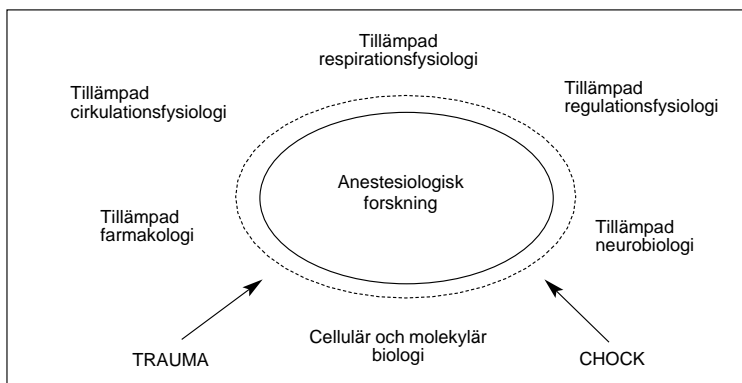 Tillämpad
respirationsfysiologi
Tillämpad
cirkulationsfysiologi
Tillämpad
regulationsfysiologi
Anestesiologisk
forskning
Tillämpad
farmakologi
Tillämpad
neurobiologi
TRAUMA
Cellulär och molekylär
biologi
CHOCK